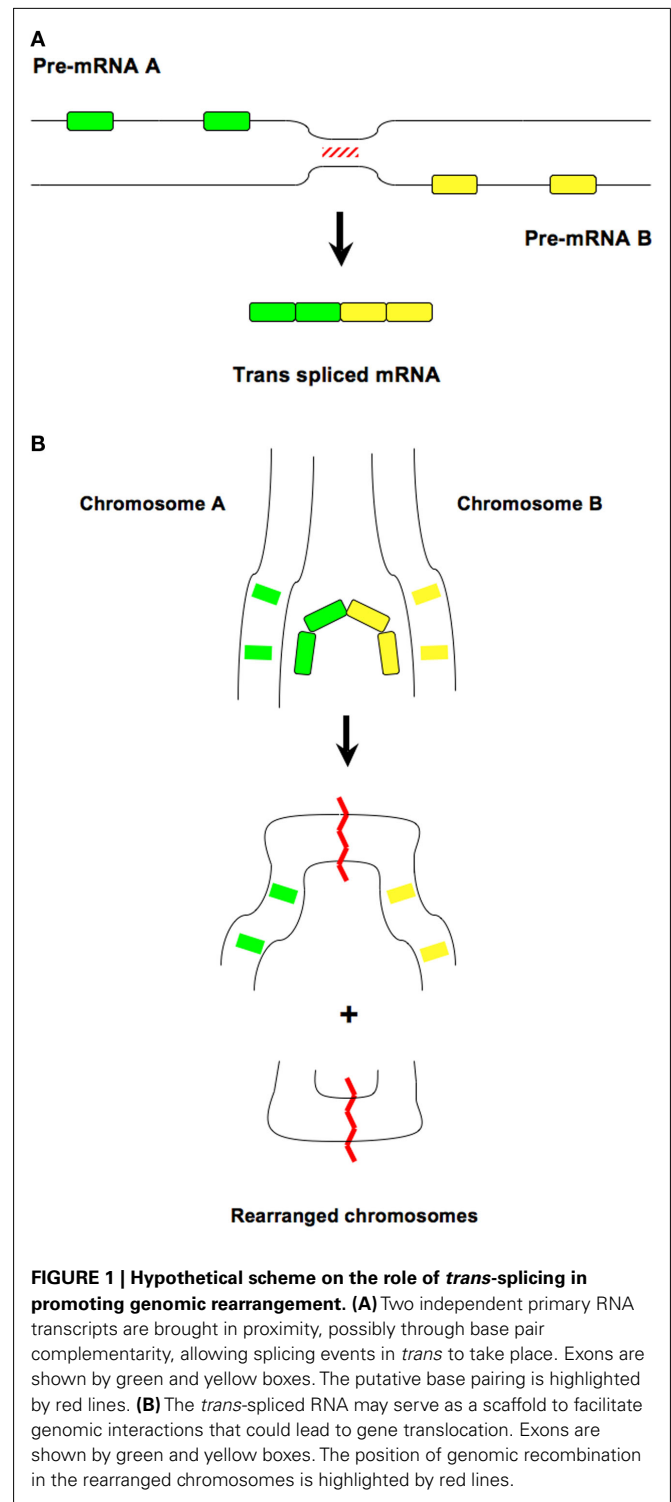 A
Pre-mRNA A
Pre-mRNA B
Trans spliced mRNA
B
Chromosome A
Chromosome B
+
Rearranged chromosomes
FIGURE 1 | Hypothetical scheme on the role of trans-splicing in
promoting genomic rearrangement. (A) Two independent primary RNA
transcripts are brought in proximity, possibly through base pair
complementarity, allowing splicing events in trans to take place. Exons are
shown by green and yellow boxes. The putative base pairing is highlighted
by red lines. (B) The trans-spliced RNA may serve as a scaffold to facilitate
genomic interactions that could lead to gene translocation. Exons are
shown by green and yellow boxes. The position of genomic recombination
in the rearranged chromosomes is highlighted by red lines.